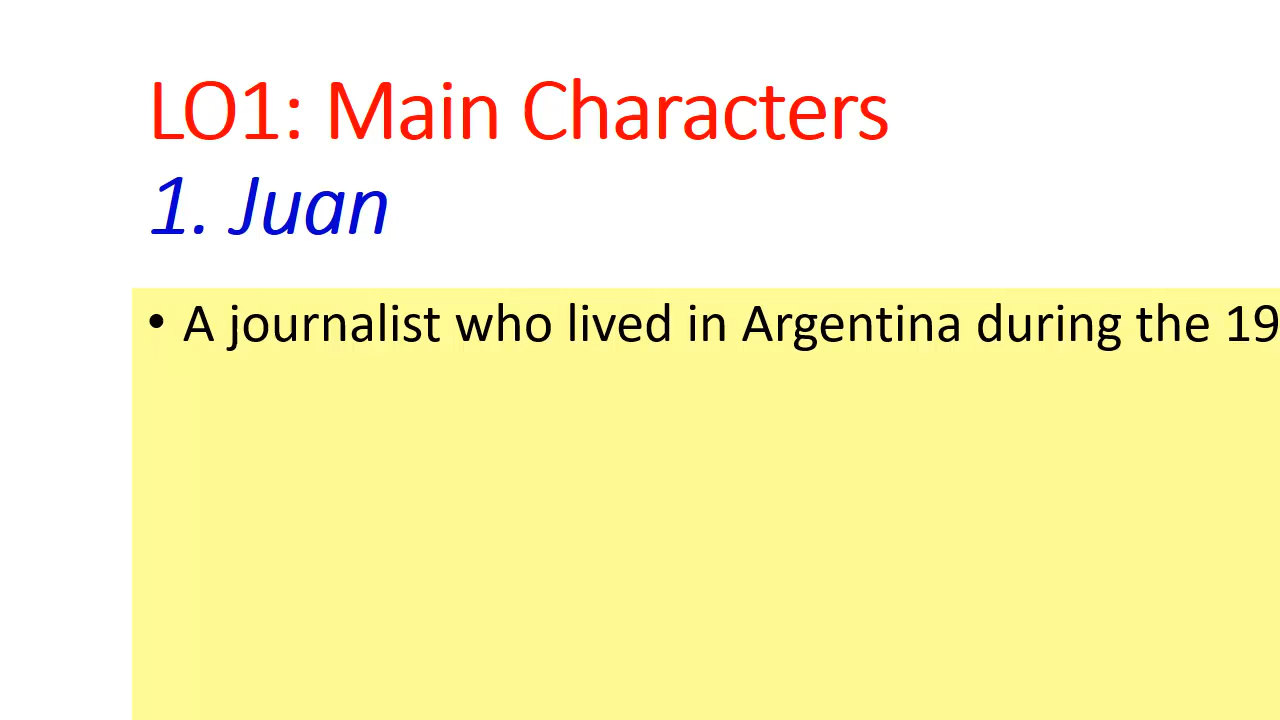 LO1: Main Characters
1. Juan
• A journalist who lived in Argentina during the 19